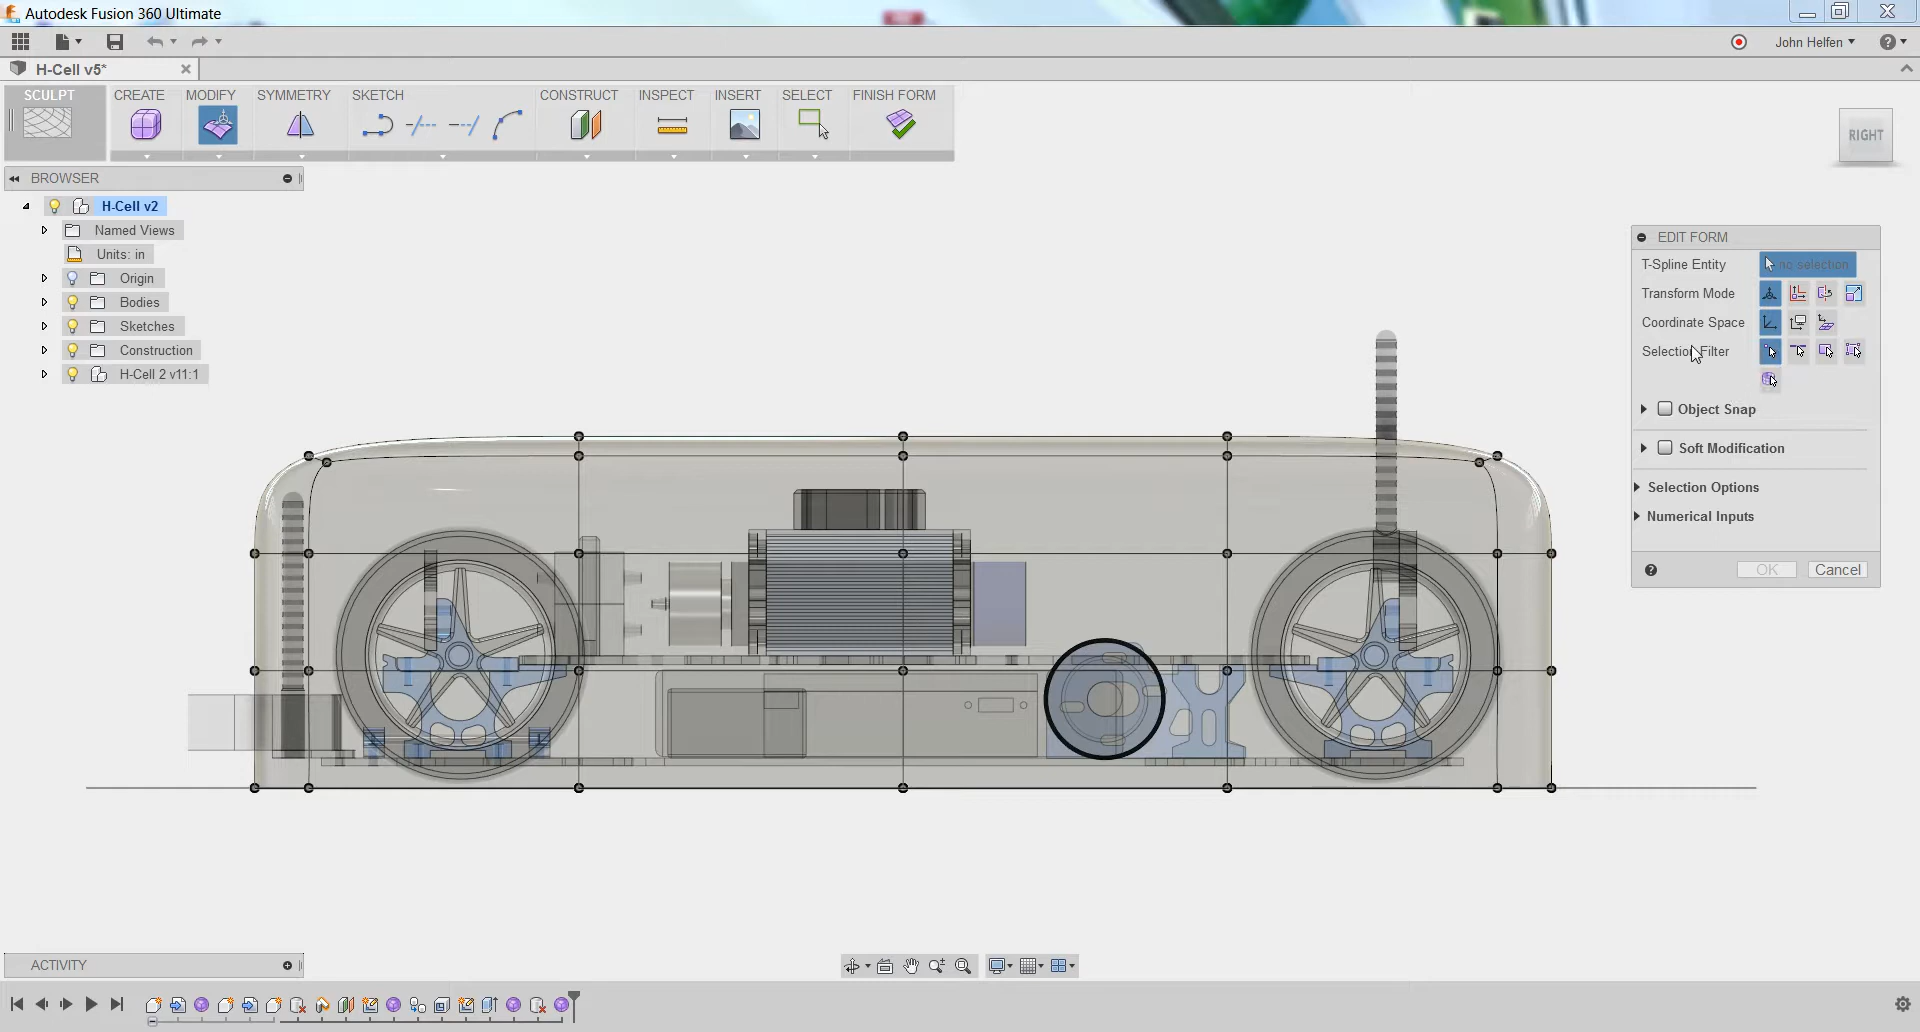 Autodesk Fusion 360 Ultimate
John Helfen
H-Cell v5*
SCULPT CREATE MODIFY SYMMETRY SKETCH CONSTRUCT INSPECT INSERT SELECT FINISH FORM
RIGHT
BROWSER
H-Cell v2
Named Views
Units: in
Origin
Bodies
Sketches
Construction
H-Cell 2 v11:1
EDIT FORM
T-Spline Entity no selection
Transform Mode
Coordinate Space
Selection Filter
Object Snap
Soft Modification
Selection Options
Numerical Inputs
OK Cancel
ACTIVITY